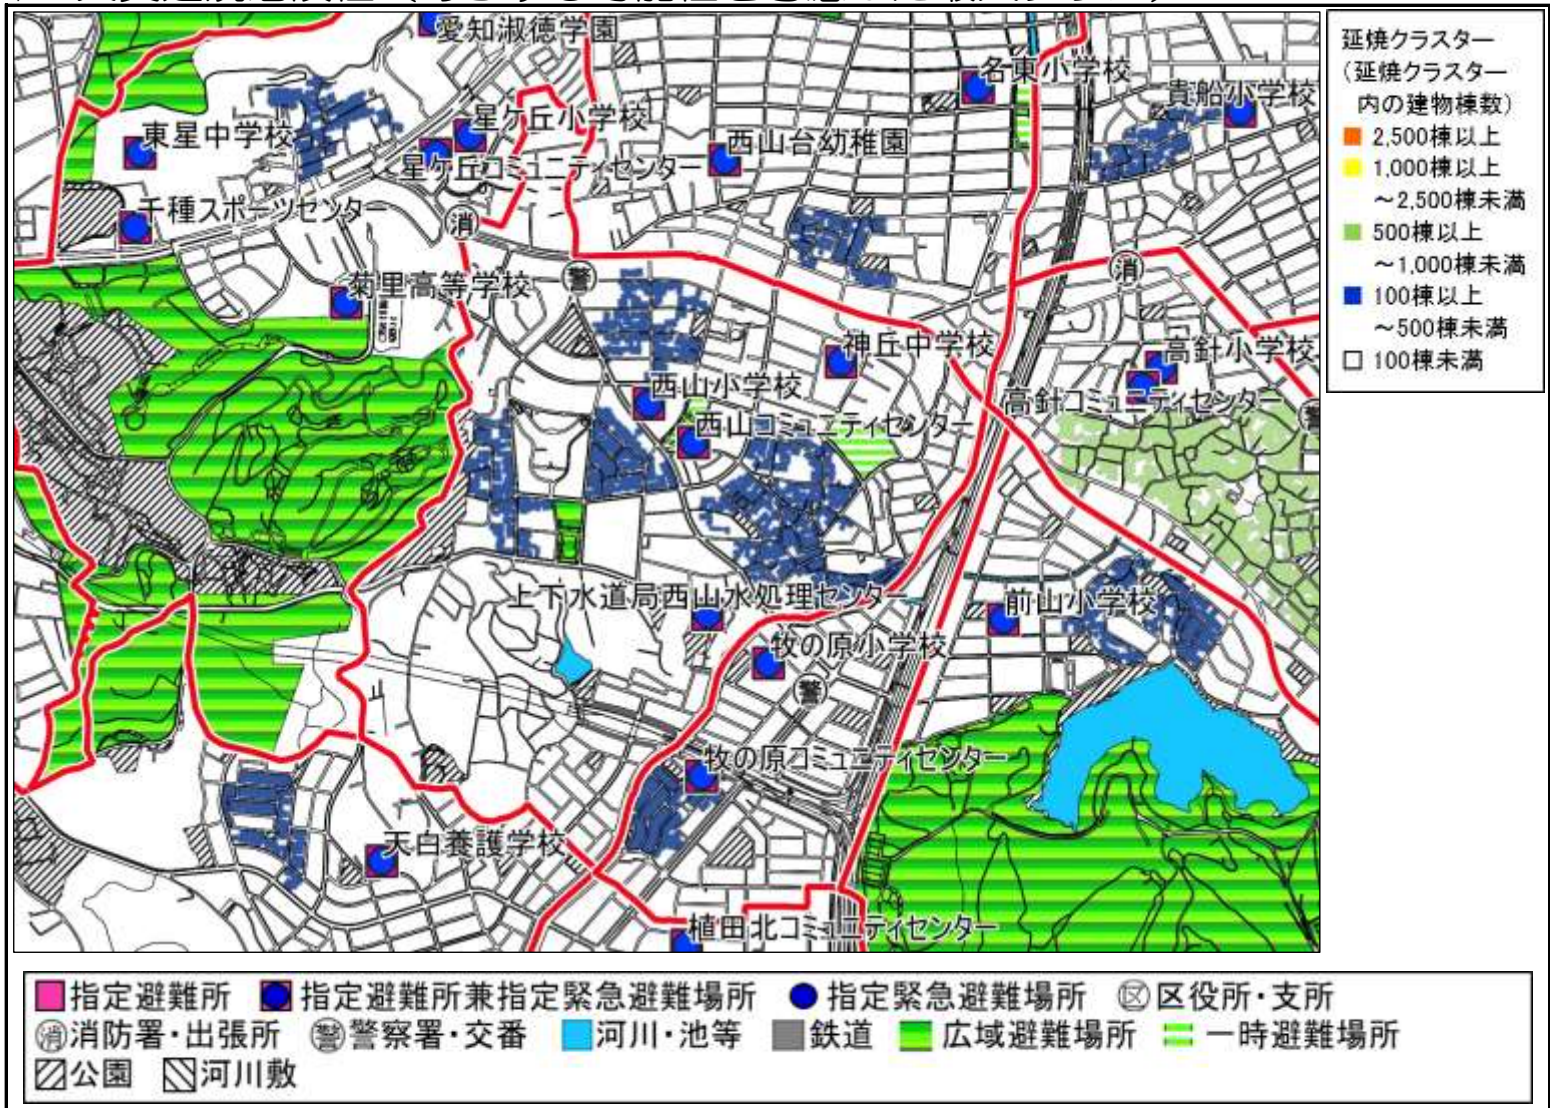 愛知淑徳学園
名東小学校
貴船小学校
星ケ丘小学校
東星中学校
西山台幼稚園
星ケ丘コミュニティセンター
千種スポーツセンター
消
菊里高等学校
警
消
神丘中学校
高針小学校
西山小学校
高針コミュニティセンター
警
西山コミュニティセンター
上下水道局西山水処理センター
前山小学校
牧の原小学校
警
牧の原コミュニティセンター
天白養護学校
植田北コミュニティセンター
延焼クラスター
（延焼クラスター
内の建物棟数）
2,500棟以上
1,000棟以上
～2,500棟未満
500棟以上
～1,000棟未満
100棟以上
～500棟未満
100棟未満
指定避難所 指定避難所兼指定緊急避難場所 指定緊急避難場所 区 区役所・支所
消 消防署・出張所 警 警察署・交番 河川・池等 鉄道 広域避難場所 一時避難場所
公園 河川敷